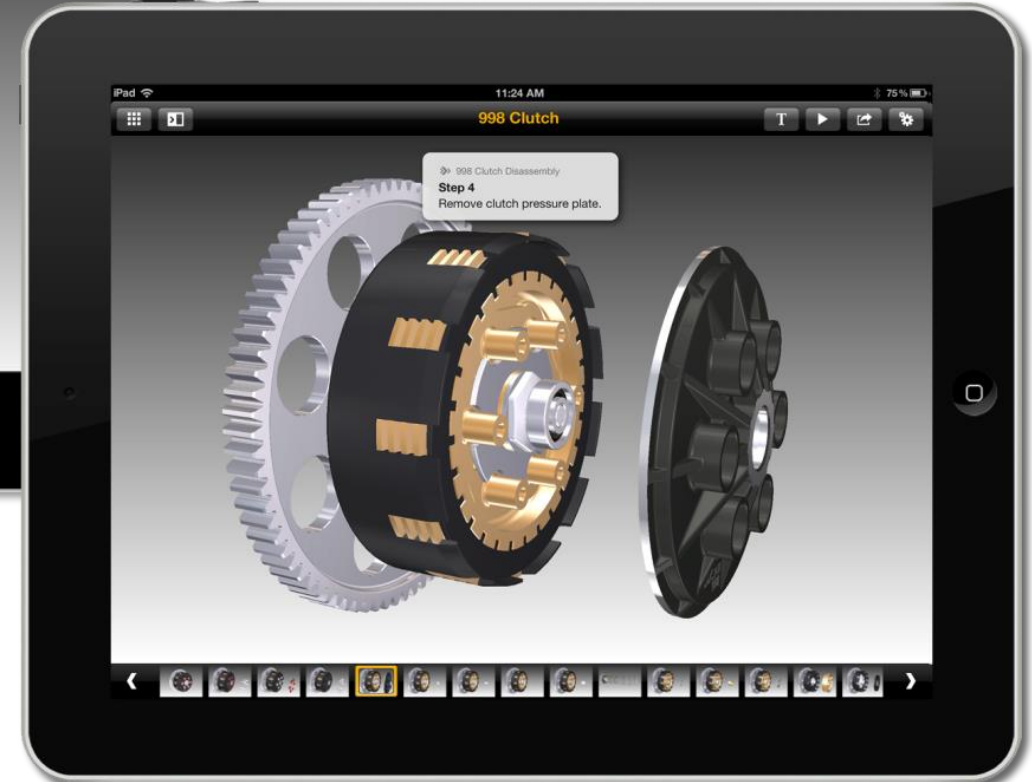 iPad
11:24 AM
75%
998 Clutch
T
998 Clutch Disassembly
Step 4
Remove clutch pressure plate.